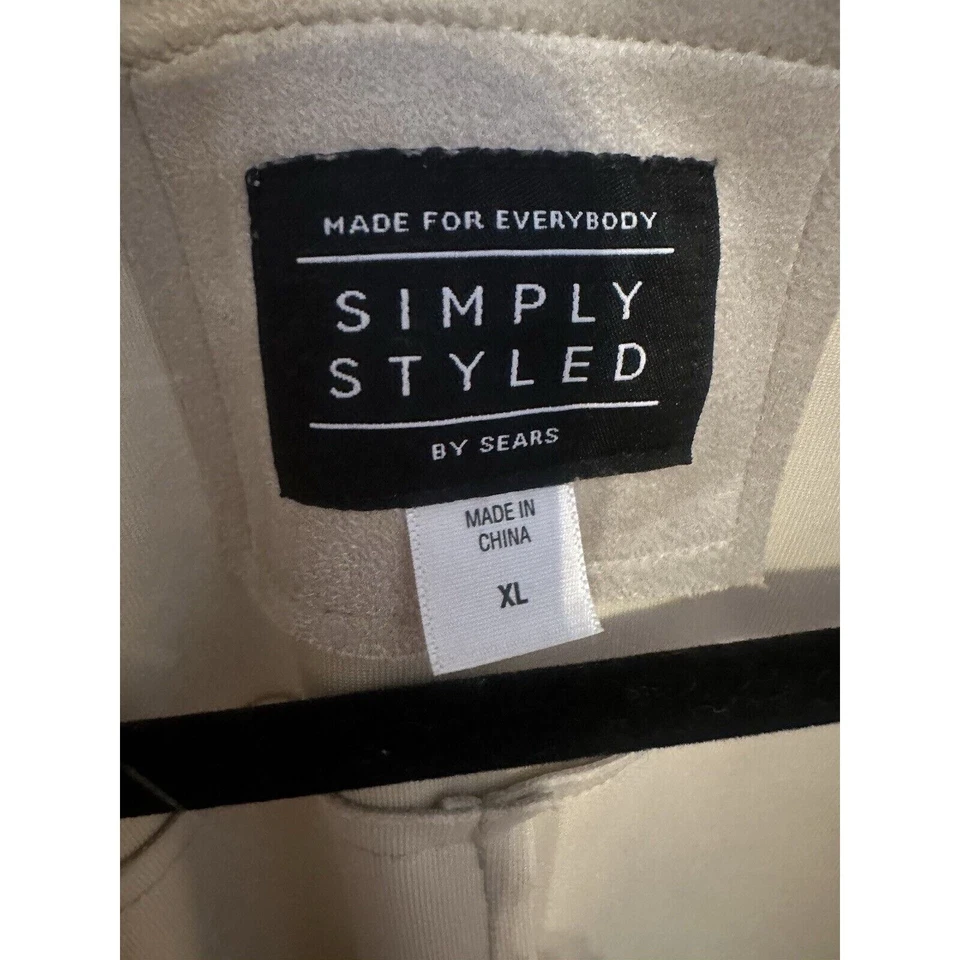 MADE FOR EVERYBODY
SIMPLY
STYLED
BY SEARS
MADE IN
CHINA
XL